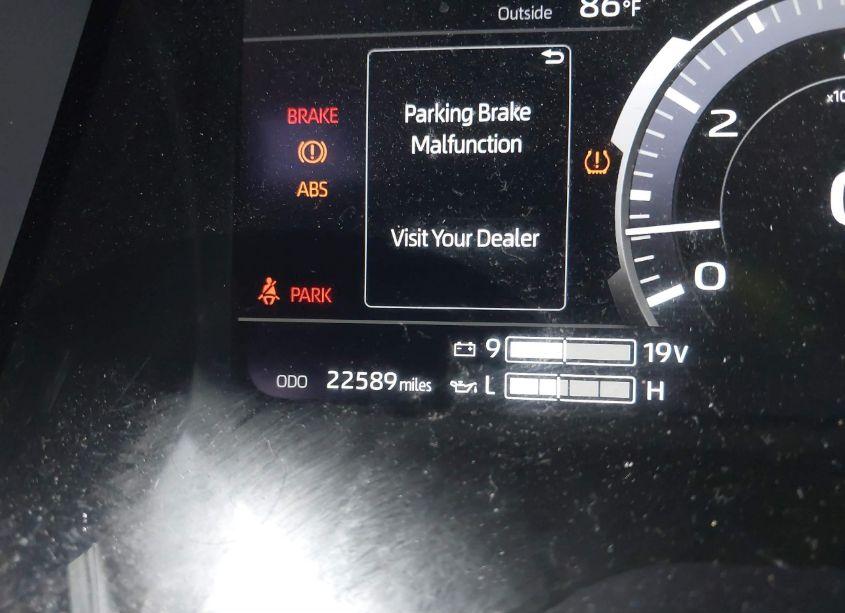 Outside 86°F
BRAKE
Parking Brake
Malfunction
ABS
Visit Your Dealer
PARK
2
0
9 19V
ODO 22589 miles
L H